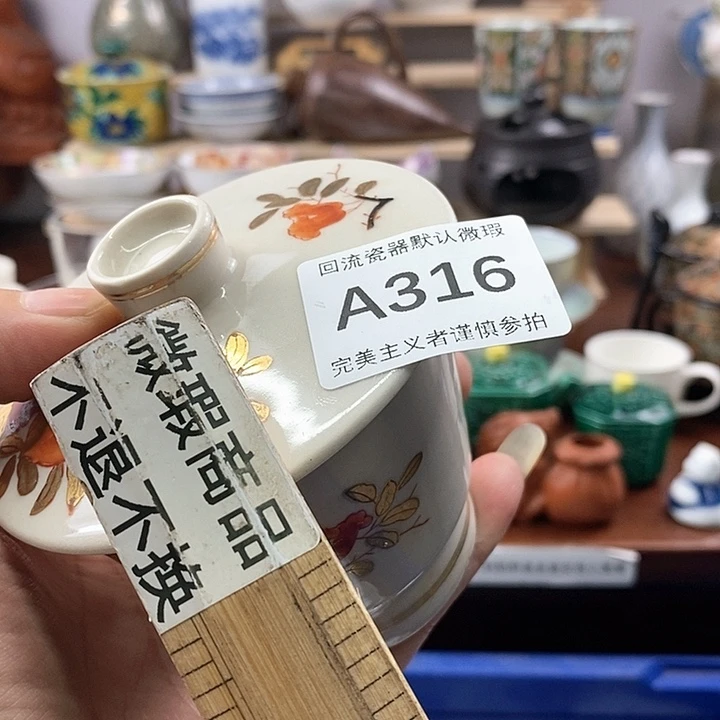 回流瓷器默认微瑕
A316
完美主义者谨慎参拍
微瑕商品
不退不换